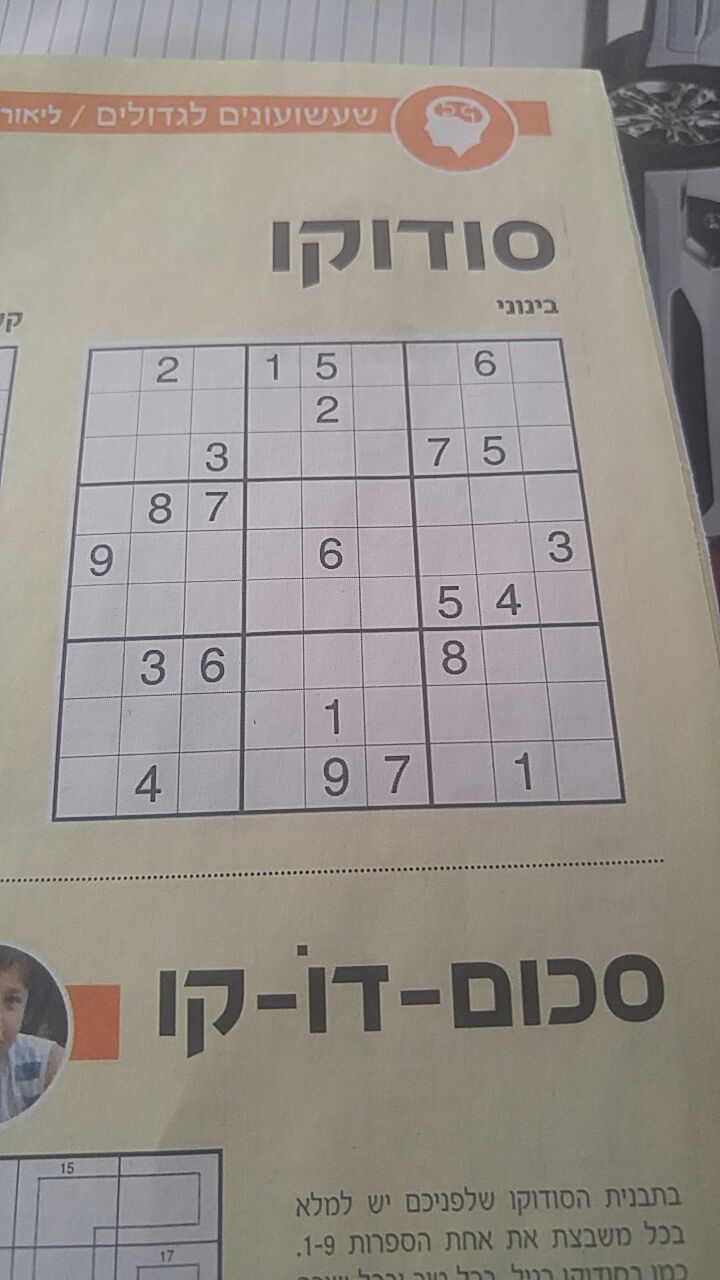 שעשועונים לגדולים / ליאור
סודוקו
בינוני
2 1 5 6
2
3 7 5
8 7
9 6 3
5 4
3 6 8
1
4 9 7 1
סכום-דו-קו
15
17
בתבנית הסודוקו שלפניכם יש למלא
בכל משבצת את אחת הספרות 1-9.